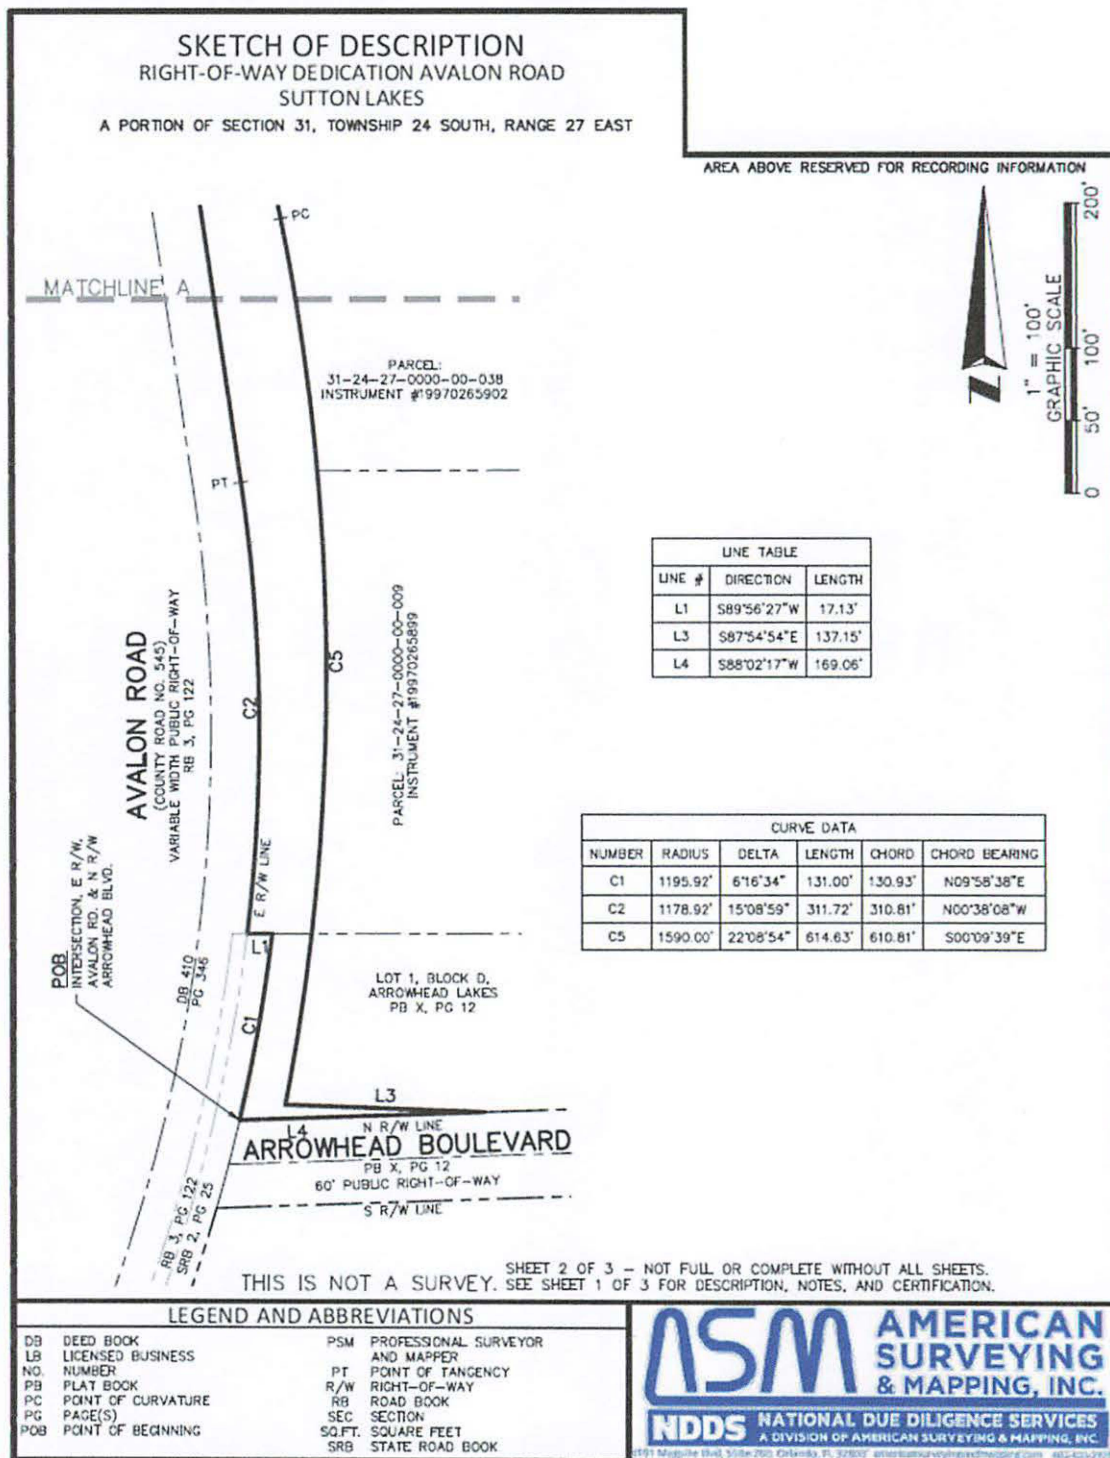 SKETCH OF DESCRIPTION
RIGHT-OF-WAY DEDICATION AVALON ROAD
SUTTON LAKES
A PORTION OF SECTION 31, TOWNSHIP 24 SOUTH, RANGE 27 EAST
AREA ABOVE RESERVED FOR RECORDING INFORMATION
PC
MATCHLINE A
PARCEL:
31-24-27-0000-00-038
INSTRUMENT #19970265902
N
1" = 100'
GRAPHIC SCALE
0 50' 100' 200'
PT
LINE TABLE
LINE # DIRECTION LENGTH
L1 S89°56'27"W 17.13'
L3 S87°54'54"E 137.15'
L4 S88°02'17"W 169.06'
AVALON ROAD
(COUNTY ROAD NO. 545)
VARIABLE WIDTH PUBLIC RIGHT-OF-WAY
RB 3, PG 122
C2
C5
PARCEL: 31-24-27-0000-00-009
INSTRUMENT #19970265899
CURVE DATA
NUMBER RADIUS DELTA LENGTH CHORD CHORD BEARING
C1 1195.92' 6°16'34" 131.00' 130.93' N09°58'38"E
C2 1178.92' 15°08'59" 311.72' 310.81' N00°38'08"W
C5 1590.00' 22°08'54" 614.63' 610.81' S00°09'39"E
E R/W LINE
L1
POB
INTERSECTION, E R/W,
AVALON RD. & N R/W
ARROWHEAD BLVD.
DB 410
PG 346
C1
LOT 1, BLOCK D,
ARROWHEAD LAKES
PB X, PG 12
L3
L4
N R/W LINE
ARROWHEAD BOULEVARD
PB X, PG 12
60' PUBLIC RIGHT-OF-WAY
S R/W LINE
RB 3, PG 122
SRB 2, PG 25
THIS IS NOT A SURVEY.
SHEET 2 OF 3 - NOT FULL OR COMPLETE WITHOUT ALL SHEETS.
SEE SHEET 1 OF 3 FOR DESCRIPTION, NOTES, AND CERTIFICATION.
LEGEND AND ABBREVIATIONS
DB DEED BOOK
LB LICENSED BUSINESS
NO. NUMBER
PB PLAT BOOK
PC POINT OF CURVATURE
PG PAGE(S)
POB POINT OF BEGINNING
PSM PROFESSIONAL SURVEYOR
AND MAPPER
PT POINT OF TANGENCY
R/W RIGHT-OF-WAY
RB ROAD BOOK
SEC SECTION
SQ.FT. SQUARE FEET
SRB STATE ROAD BOOK
ASM
AMERICAN
SURVEYING
& MAPPING, INC.
NDDS
NATIONAL DUE DILIGENCE SERVICES
A DIVISION OF AMERICAN SURVEYING & MAPPING, INC.